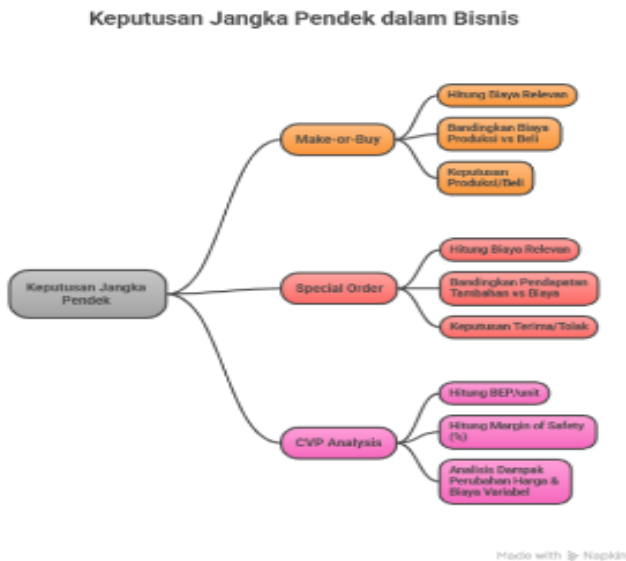 Keputusan Jangka Pendek dalam Bisnis
Hitung Biaya Relevan
Make-or-Buy
Bandingkan Biaya
Produksi vs Beli
Keputusan
Produksi/Beli
Hitung Biaya Relevan
Keputusan Jangka
Pendek
Special Order
Bandingkan Pendapatan
Tambahan vs Biaya
Keputusan Terima/Tolak
Hitung BEP/unit
CVP Analysis
Hitung Margin of Safety
(%)
Analisis Dampak
Perubahan Harga &
Biaya Variabel
Made with Napkin